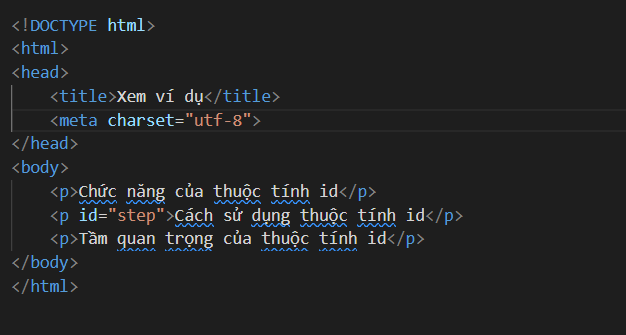 <!DOCTYPE html>
<html>
<head>
    <title>Xem ví dụ</title>
    <meta charset="utf-8">
</head>
<body>
    <p>Chức năng của thuộc tính id</p>
    <p id="step">Cách sử dụng thuộc tính id</p>
    <p>Tầm quan trọng của thuộc tính id</p>
</body>
</html>